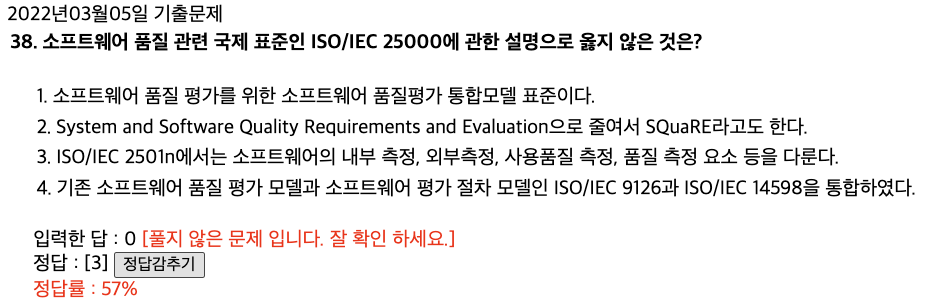 2022년03월05일 기출문제
38. 소프트웨어 품질 관련 국제 표준인 ISO/IEC 25000에 관한 설명으로 옳지 않은 것은?
1. 소프트웨어 품질 평가를 위한 소프트웨어 품질평가 통합모델 표준이다.
2. System and Software Quality Requirements and Evaluation으로 줄여서 SQuaRE라고도 한다.
3. ISO/IEC 2501n에서는 소프트웨어의 내부 측정, 외부측정, 사용품질 측정, 품질 측정 요소 등을 다룬다.
4. 기존 소프트웨어 품질 평가 모델과 소프트웨어 평가 절차 모델인 ISO/IEC 9126과 ISO/IEC 14598을 통합하였다.
입력한 답 : 0 [풀지 않은 문제 입니다. 잘 확인 하세요.]
정답 : [3] 정답감추기
정답률 : 57%